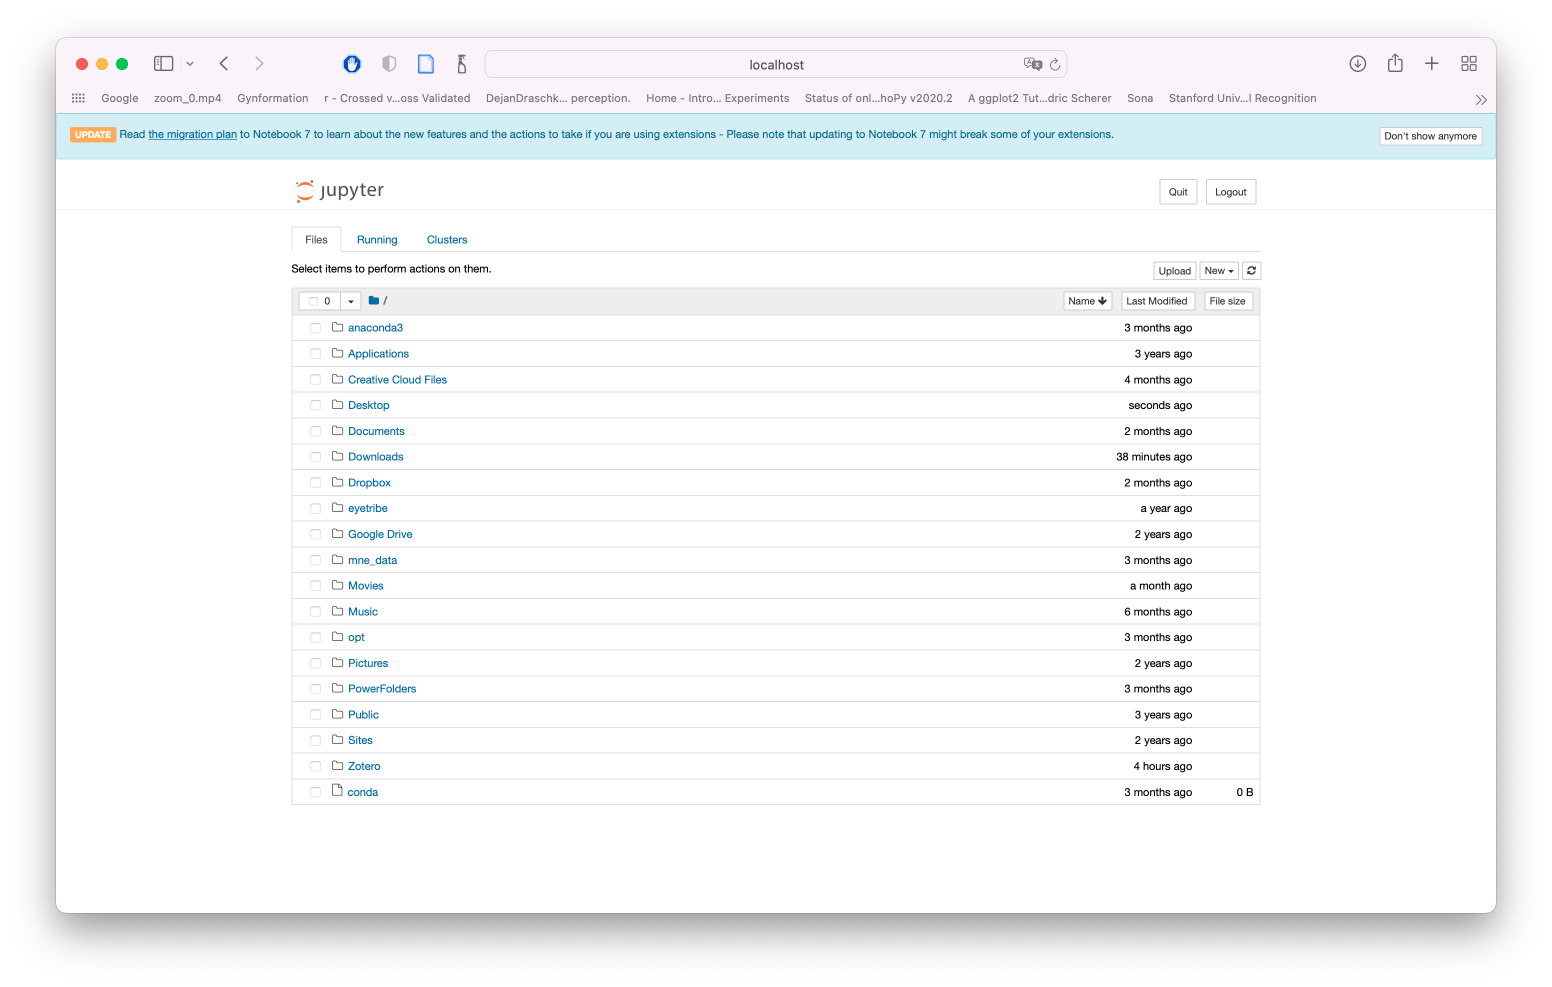 localhost
Google zoom_0.mp4 Gynformation r - Crossed v...oss Validated DejanDraschk... perception. Home - Intro... Experiments Status of onl...hoPy v2020.2 A ggplot2 Tut...dric Scherer Sona Stanford Univ...l Recognition
UPDATE Read the migration plan to Notebook 7 to learn about the new features and the actions to take if you are using extensions - Please note that updating to Notebook 7 might break some of your extensions. Don't show anymore
jupyter Quit Logout
Files Running Clusters
Select items to perform actions on them. Upload New
0 / Name Last Modified File size
anaconda3 3 months ago
Applications 3 years ago
Creative Cloud Files 4 months ago
Desktop seconds ago
Documents 2 months ago
Downloads 38 minutes ago
Dropbox 2 months ago
eyetribe a year ago
Google Drive 2 years ago
mne_data 3 months ago
Movies a month ago
Music 6 months ago
opt 3 months ago
Pictures 2 years ago
PowerFolders 3 months ago
Public 3 years ago
Sites 2 years ago
Zotero 4 hours ago
conda 3 months ago 0 B